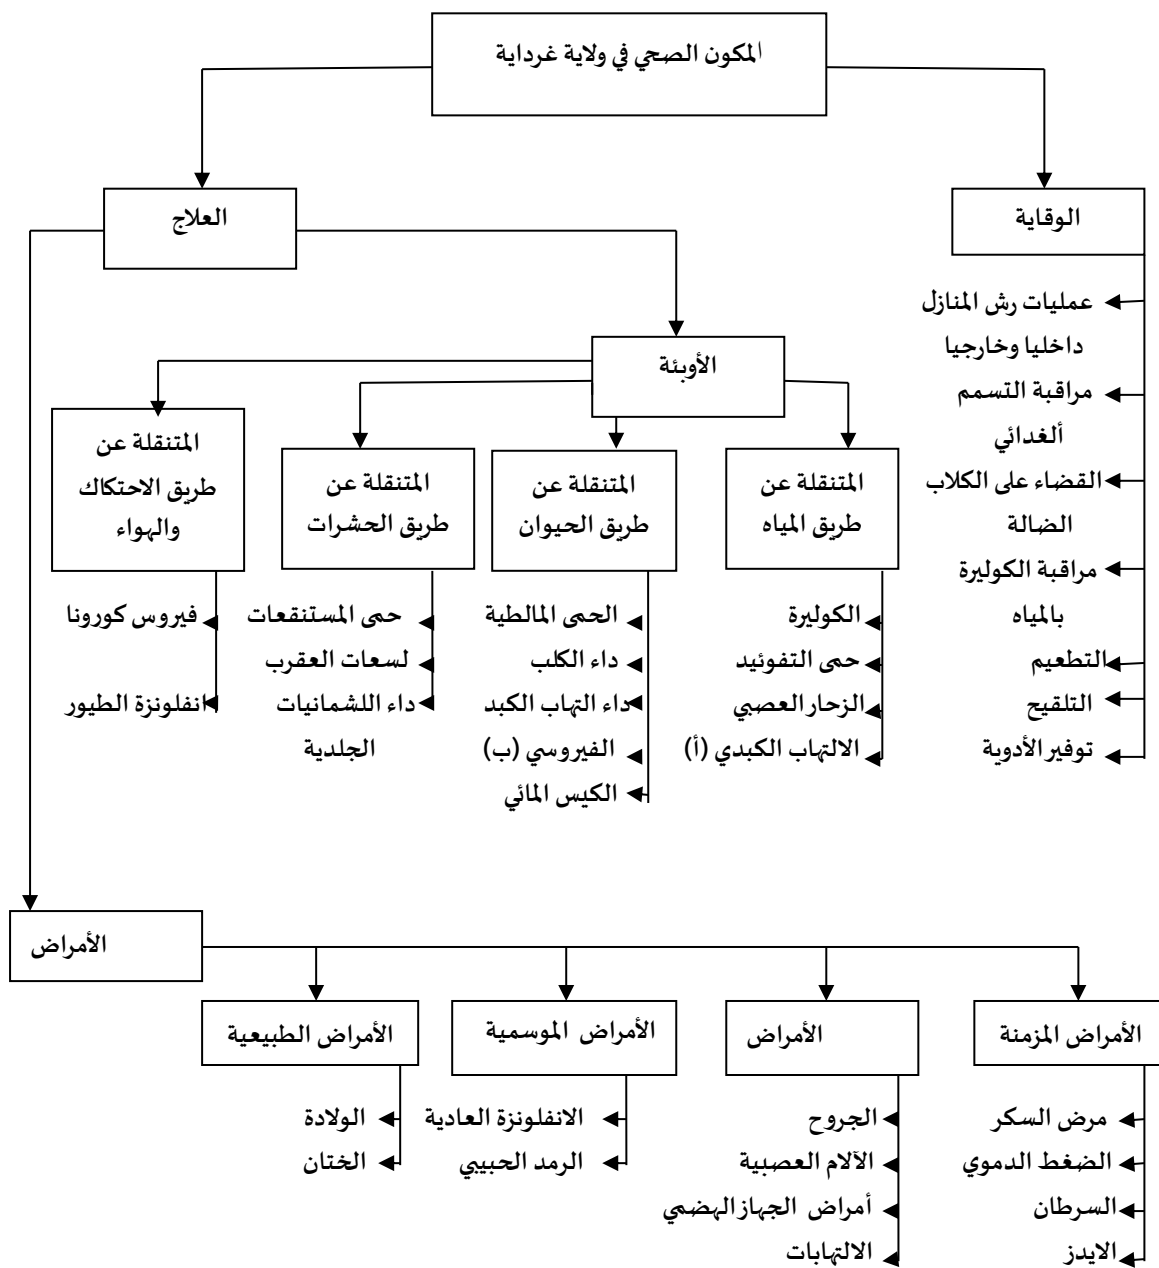 المكون الصحي في ولاية غرداية
الوقاية
العلاج
عمليات رش المنازل
داخليا وخارجيا
مراقبة التسمم
ألغدائي
القضاء على الكلاب
الضالة
مراقبة الكوليرة
بالمياه
التطعيم
التلقيح
توفير الأدوية
الأوبئة
المتنقلة عن
طريق المياه
الكوليرة
حمى التفوئيد
الزحار العصبي
الالتهاب الكبدي (أ)
المتنقلة عن
طريق الحيوان
الحمى المالطية
داء الكلب
داء التهاب الكبد
الفيروسي (ب)
الكيس المائي
المتنقلة عن
طريق الحشرات
حمى المستنقعات
لسعات العقرب
داء اللشمانيات
الجلدية
المتنقلة عن
طريق الاحتكاك
والهواء
فيروس كورونا
انفلونزة الطيور
الأمراض
الأمراض المزمنة
مرض السكر
الضغط الدموي
السرطان
الايدز
الأمراض
الجروح
الآلام العصبية
أمراض الجهاز الهضمي
الالتهابات
الأمراض الموسمية
الانفلونزة العادية
الرمد الحبيبي
الأمراض الطبيعية
الولادة
الختان